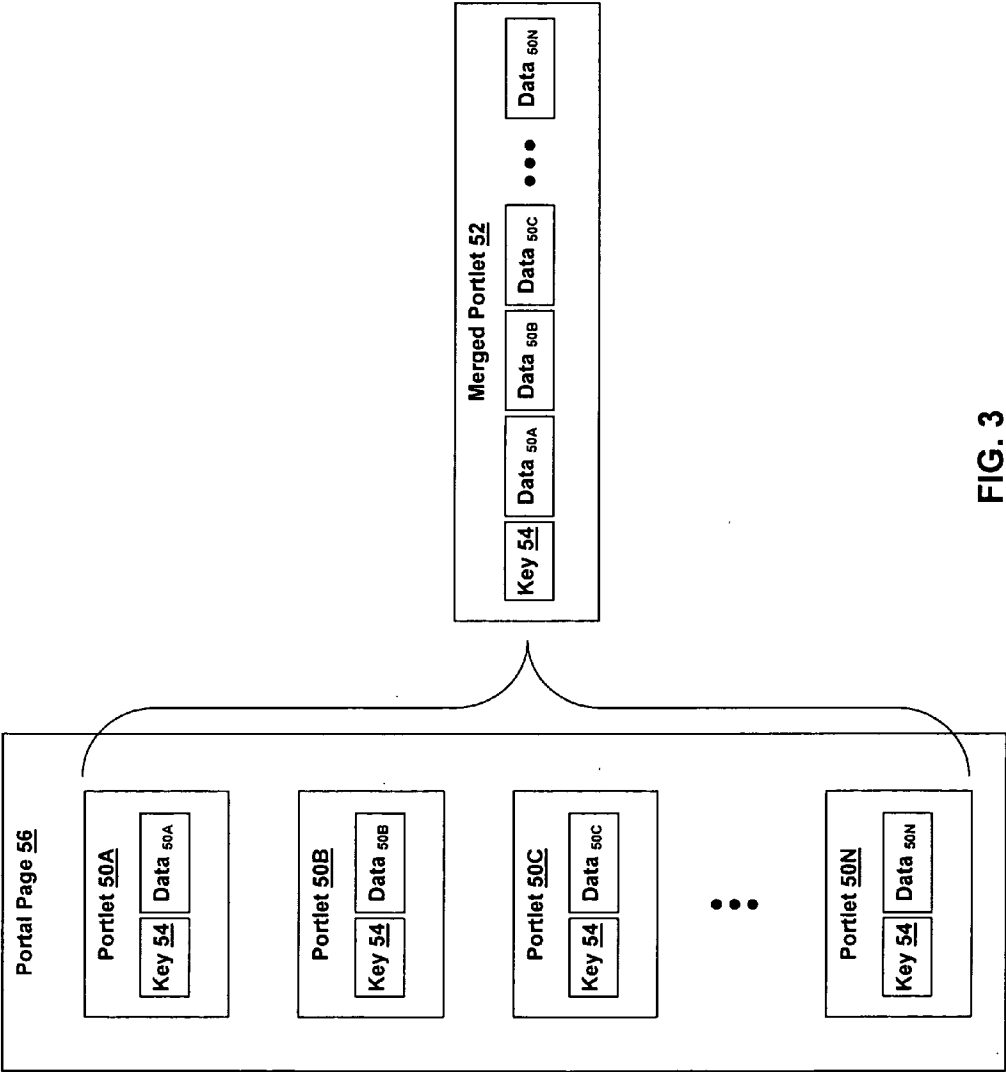 Portal Page 56
Portlet 50A
Key 54 Data 50A
Portlet 50B
Key 54 Data 50B
Portlet 50C
Key 54 Data 50C
Portlet 50N
Key 54 Data 50N
Merged Portlet 52
Key 54 Data 50A Data 50B Data 50C Data 50N
FIG. 3